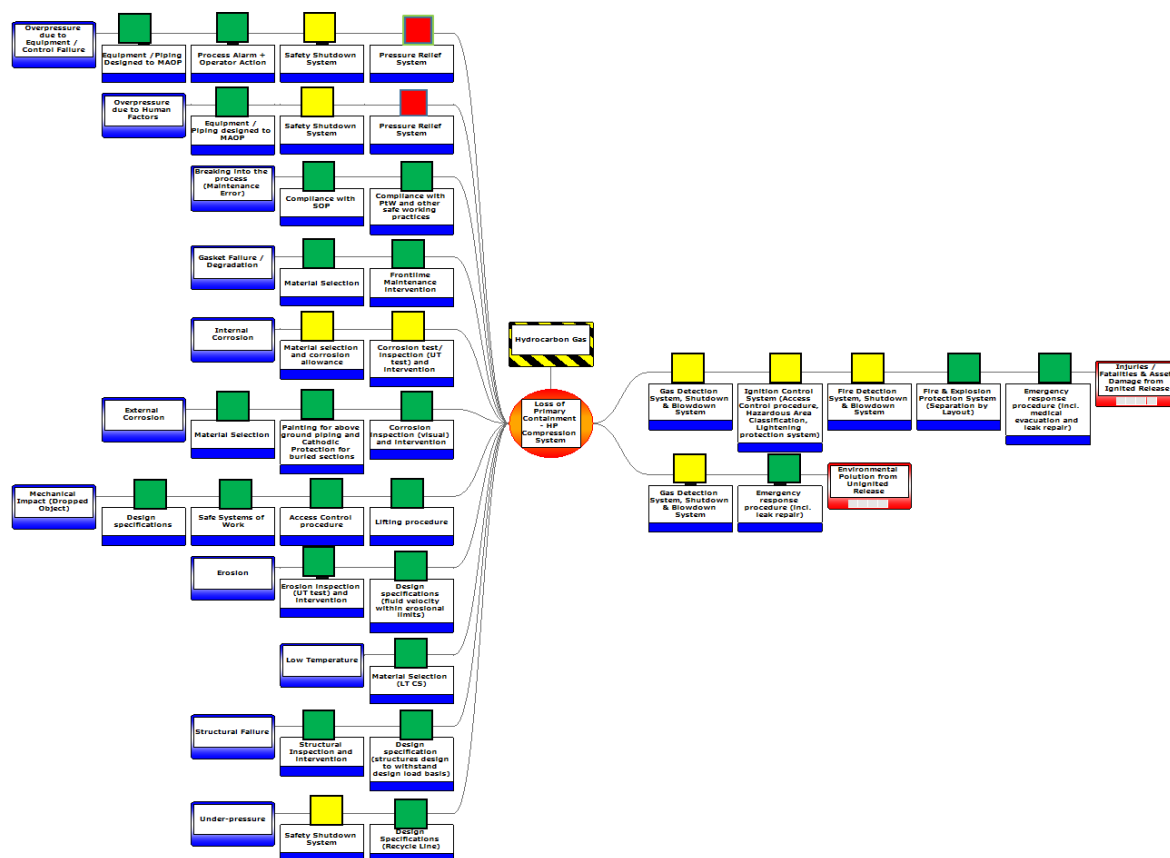 Overpressure
due to
Equipment /
Control Failure
Equipment /Piping
Designed to MAOP
Process Alarm +
Operator Action
Safety Shutdown
System
Pressure Relief
System
Overpressure
due to Human
Factors
Equipment /
Piping designed to
MAOP
Safety Shutdown
System
Pressure Relief
System
Breaking into the
process
(Maintenance
Error)
Compliance with
SOP
Compliance with
PtW and other
safe working
practices
Gasket Failure /
Degradation
Material Selection
Frontline
Maintenance
Intervention
Internal
Corrosion
Material selection
and corrosion
allowance
Corrosion test/
inspection (UT
test) and
intervention
External
Corrosion
Material Selection
Painting for above
ground piping and
Cathodic
Protection for
buried sections
Corrosion
Inspection (visual)
and intervention
Mechanical
Impact (Dropped
Object)
Design
specifications
Safe Systems of
Work
Access Control
procedure
Lifting procedure
Erosion
Erosion Inspection
(UT test) and
intervention
Design
specifications
(fluid velocity
within erosional
limits)
Low Temperature
Material Selection
(LT CS)
Structural Failure
Structural
Inspection and
intervention
Design
specification
(structures design
to withstand
design load basis)
Under-pressure
Safety Shutdown
System
Design
Specifications
(Recycle Line)
Hydrocarbon Gas
Loss of
Primary
Containment
- HP
Compression
System
Gas Detection
System, Shutdown
& Blowdown
System
Ignition Control
System (Access
Control procedure,
Hazardous Area
Classification,
Lightening
protection system)
Fire Detection
System, Shutdown
& Blowdown
System
Fire & Explosion
Protection System
(Separation by
Layout)
Emergency
response
procedure (incl.
medical
evacuation and
leak repair)
Injuries /
Fatalities & Asset
Damage from
Ignited Release
Gas Detection
System, Shutdown
& Blowdown
System
Emergency
response
procedure (incl.
leak repair)
Environmental
Polution from
Unignited
Release